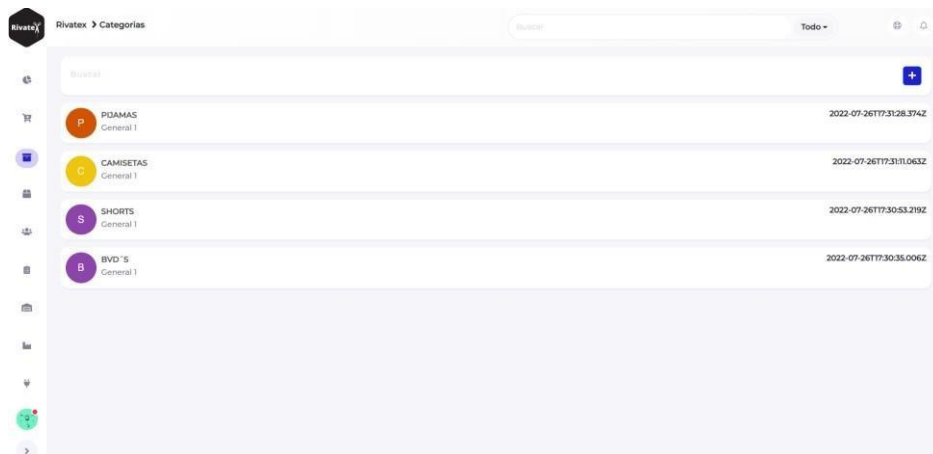 Rivatex
Rivatex > Categorias
Buscar
Todo
Buscar
+
P
PIJAMAS
General 1
2022-07-26T17:31:28.374Z
C
CAMISETAS
General 1
2022-07-26T17:31:11.063Z
S
SHORTS
General 1
2022-07-26T17:30:53.219Z
B
BVD´S
General 1
2022-07-26T17:30:35.006Z